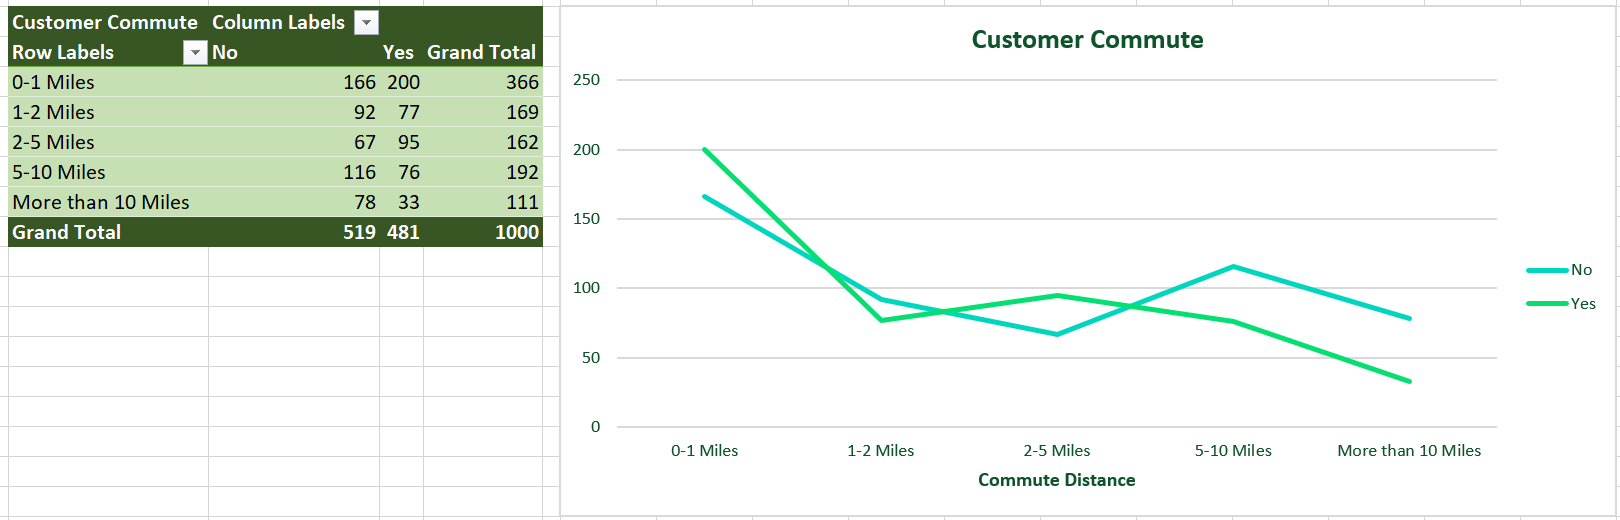 Customer Commute Column Labels
Row Labels No Yes Grand Total
0-1 Miles 166 200 366
1-2 Miles 92 77 169
2-5 Miles 67 95 162
5-10 Miles 116 76 192
More than 10 Miles 78 33 111
Grand Total 519 481 1000
Customer Commute
250
200
150
100
50
0
0-1 Miles 1-2 Miles 2-5 Miles 5-10 Miles More than 10 Miles
Commute Distance
No
Yes